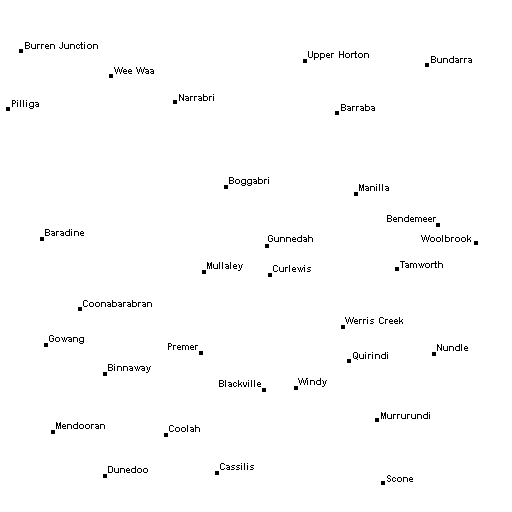 Burren Junction
Upper Horton
Bundarra
Wee Waa
Narrabri
Pilliga
Barraba
Boggabri
Manilla
Bendemeer
Baradine
Gunnedah
Woolbrook
Mullaley
Curlewis
Tamworth
Coonabarabran
Werris Creek
Gowang
Premer
Quirindi
Nundle
Binnaway
Blackville
Windy
Murrurundi
Mendooran
Coolah
Dunedoo
Cassilis
Scone